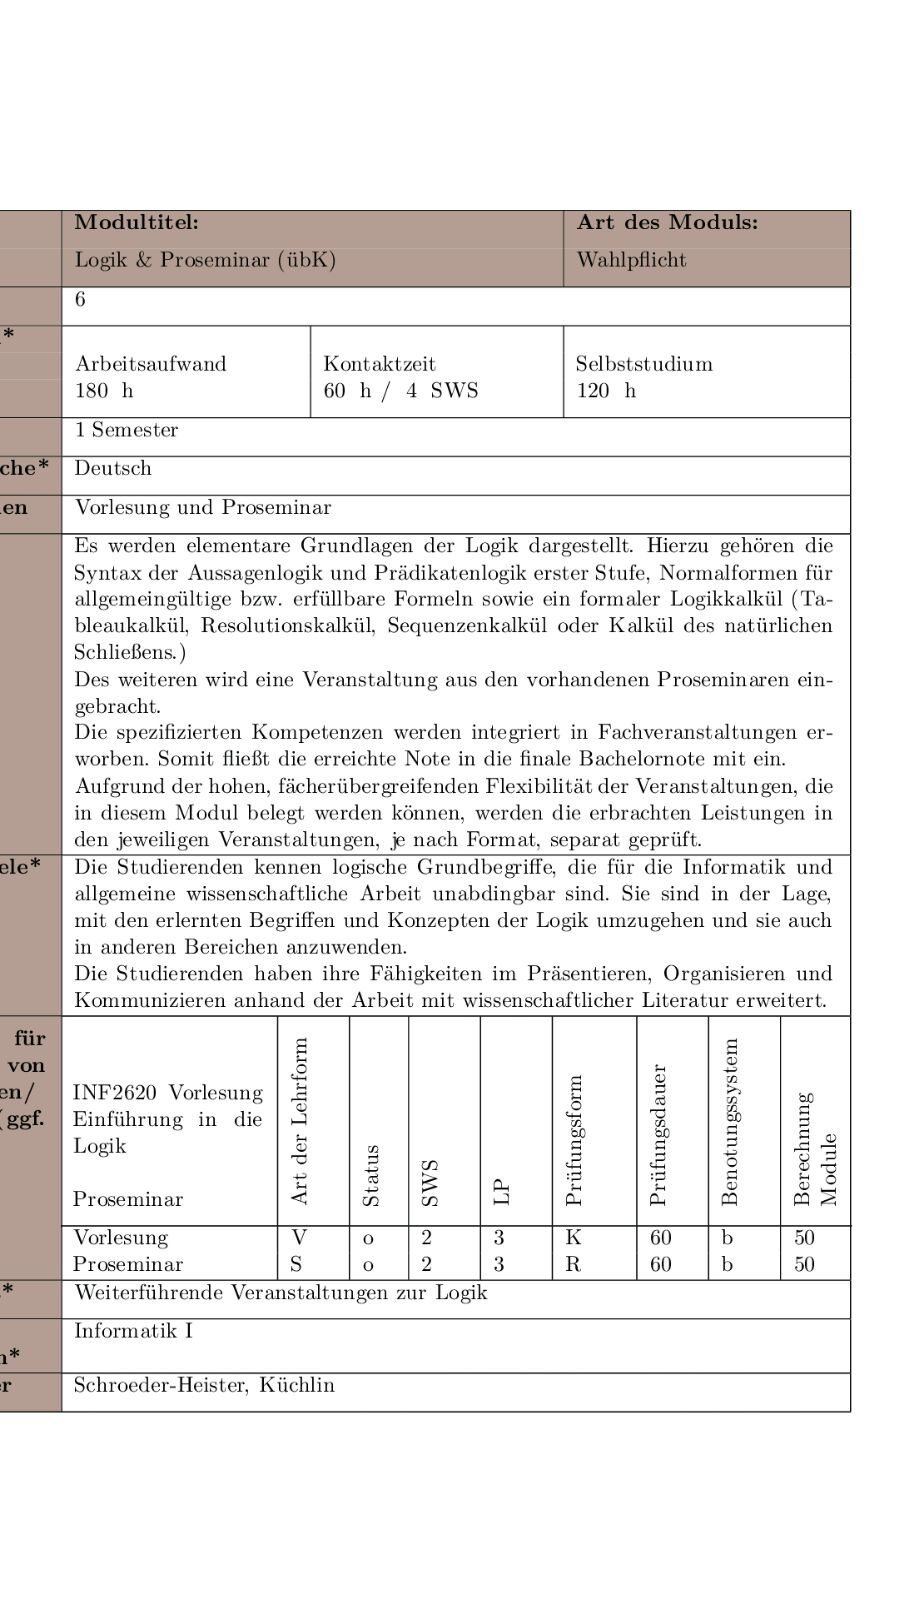 Modultitel: Art des Moduls:
Logik & Proseminar (übK) Wahlpflicht
6
*
Arbeitsaufwand Kontaktzeit Selbststudium
180 h 60 h / 4 SWS 120 h
1 Semester
che* Deutsch
en Vorlesung und Proseminar
Es werden elementare Grundlagen der Logik dargestellt. Hierzu gehören die
Syntax der Aussagenlogik und Prädikatenlogik erster Stufe, Normalformen für
allgemeingültige bzw. erfüllbare Formeln sowie ein formaler Logikkalkül (Ta-
bleaukalkül, Resolutionskalkül, Sequenzenkalkül oder Kalkül des natürlichen
Schließens.)
Des weiteren wird eine Veranstaltung aus den vorhandenen Proseminaren ein-
gebracht.
Die spezifizierten Kompetenzen werden integriert in Fachveranstaltungen er-
worben. Somit fließt die erreichte Note in die finale Bachelornote mit ein.
Aufgrund der hohen, fächerübergreifenden Flexibilität der Veranstaltungen, die
in diesem Modul belegt werden können, werden die erbrachten Leistungen in
den jeweiligen Veranstaltungen, je nach Format, separat geprüft.
ele* Die Studierenden kennen logische Grundbegriffe, die für die Informatik und
allgemeine wissenschaftliche Arbeit unabdingbar sind. Sie sind in der Lage,
mit den erlernten Begriffen und Konzepten der Logik umzugehen und sie auch
in anderen Bereichen anzuwenden.
Die Studierenden haben ihre Fähigkeiten im Präsentieren, Organisieren und
Kommunizieren anhand der Arbeit mit wissenschaftlicher Literatur erweitert.
für
von
en/
(ggf.
INF2620 Vorlesung
Einführung in die
Logik
Proseminar
Art der Lehrform
Status
SWS
LP
Prüfungsform
Prüfungsdauer
Benotungssystem
Berechnung
Module
Vorlesung V o 2 3 K 60 b 50
Proseminar S o 2 3 R 60 b 50
* Weiterführende Veranstaltungen zur Logik
Informatik I
n*
er Schroeder-Heister, Küchlin